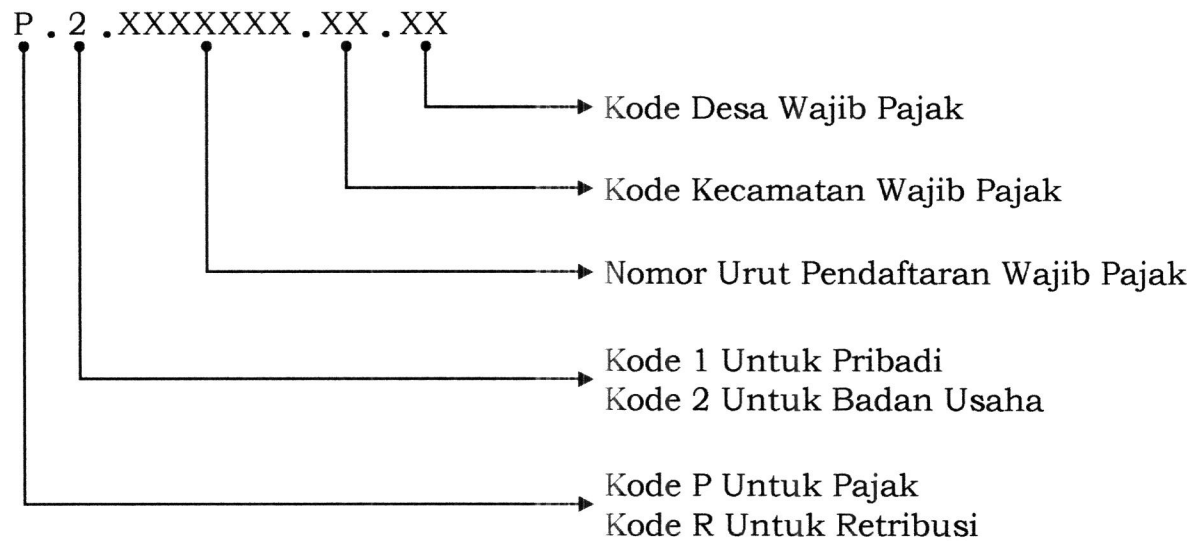 P.2.XXXXXXX.XX.XX
Kode Desa Wajib Pajak
Kode Kecamatan Wajib Pajak
Nomor Urut Pendaftaran Wajib Pajak
Kode 1 Untuk Pribadi
Kode 2 Untuk Badan Usaha
Kode P Untuk Pajak
Kode R Untuk Retribusi